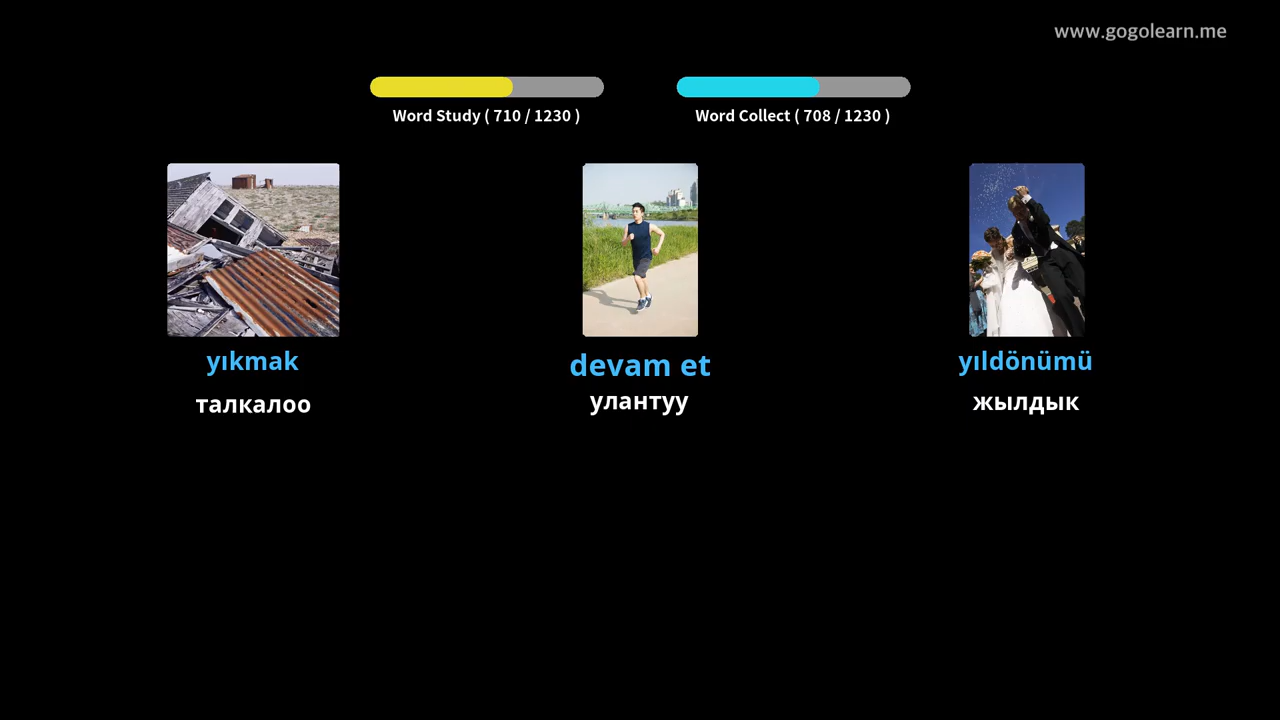 www.gogolearn.me
Word Study ( 710 / 1230 )
Word Collect ( 708 / 1230 )
yıkmak
талкалоо
devam et
улантуу
yıldönümü
жылдык